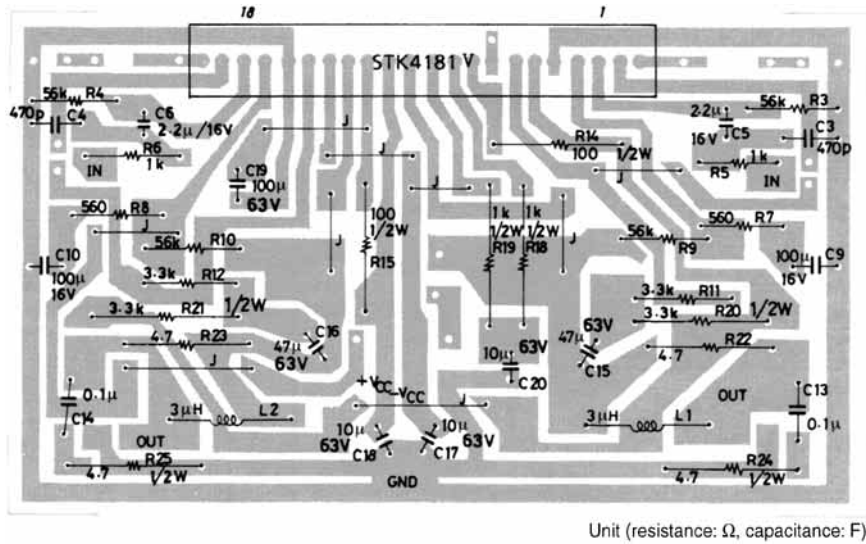 18 1
STK4181 V
56k R4
470p C4
C6
2.2µ/16V
R6
1k
IN
C19
100µ
63V
J
J
J
R14
100 1/2W
J
2.2µ
16V C5
56k R3
C3
470p
1k
R5
IN
560 R8
J
56k R10
C10
100µ
16V
3.3k R12
3.3k R21 1/2W
4.7 R23
J
J
100
1/2W
R15
1k 1k
1/2W 1/2W
R19 R18
J
560 R7
56k R9
100µ C9
16V
3.3k R11
3.3k R20 1/2W
4.7 R22
C16
47µ
63V
63V
10µ
C20
63V
47µ
C15
+VCC -VCC
J
0.1µ
C14
3µH L2
OUT
4.7 R25 1/2W
10µ
63V
C18
10µ
63V
C17
GND
3µH L1
OUT
C13
0.1µ
R24
4.7 1/2W
Unit (resistance: Ω, capacitance: F)